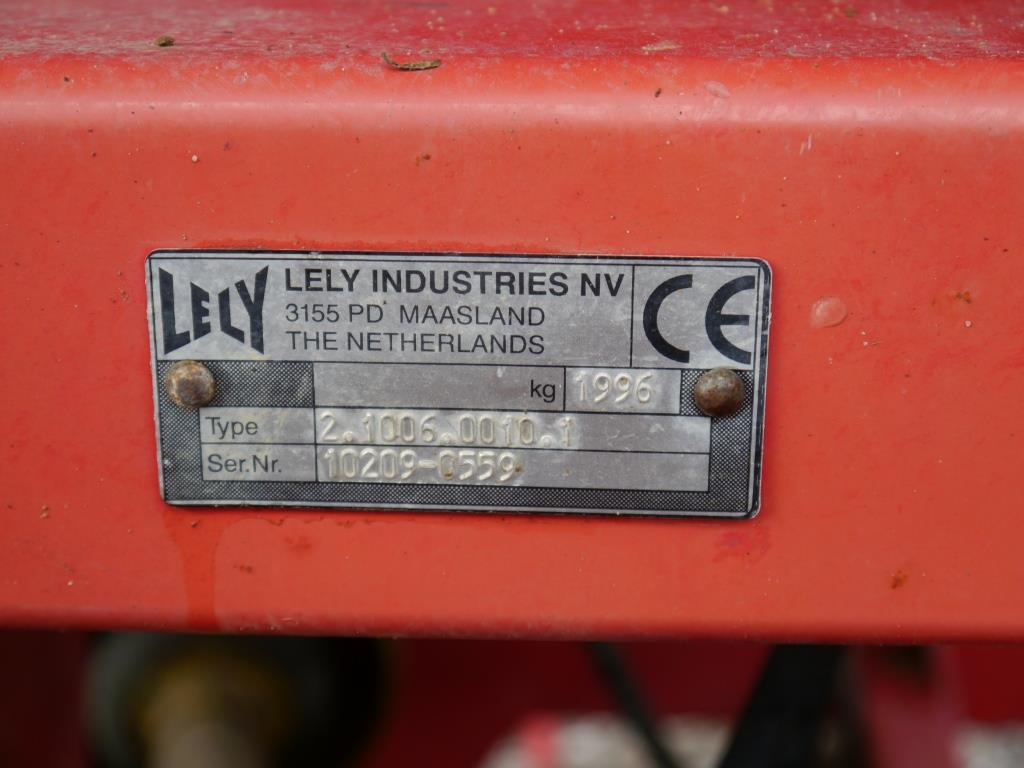 LELY
LELY INDUSTRIES NV
3155 PD MAASLAND
THE NETHERLANDS
CE
kg 1996
Type 2.1006.0010.1
Ser.Nr. 10209-0559